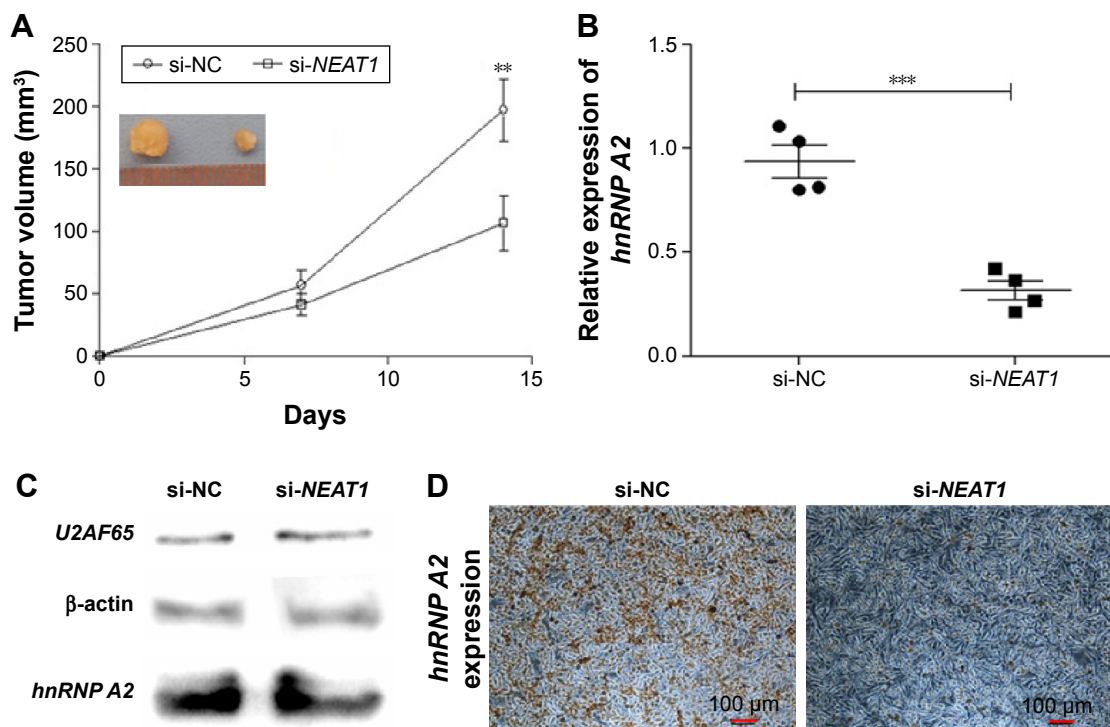 A
250
200
150
100
50
0
Tumor volume (mm³)
si-NC
si-NEAT1
**
0
5
10
15
Days
B
1.5
1.0
0.5
0.0
Relative expression of
hnRNP A2
***
si-NC
si-NEAT1
C
si-NC
si-NEAT1
U2AF65
β-actin
hnRNP A2
D
si-NC
si-NEAT1
hnRNP A2
expression
100 µm
100 µm